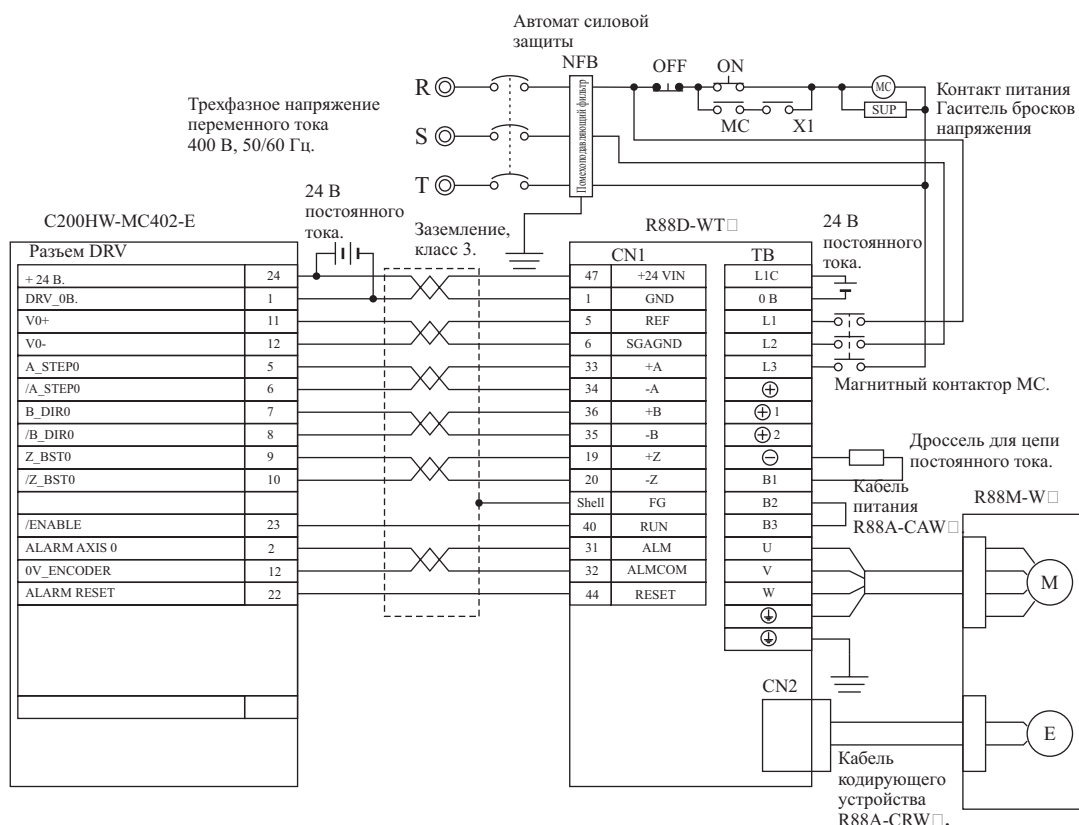 Автомат силовой
защиты
NFB
OFF
ON
R
MC
Контакт питания
SUP
Гаситель бросков
напряжения
Трехфазное напряжение
переменного тока
400 В, 50/60 Гц.
MC
X1
S
Помехоподавляющий фильтр
T
24 В
постоянного
тока.
C200HW-MC402-E
Заземление,
класс 3.
R88D-WT□
24 В
постоянного
тока.
Разъем DRV
CN1
TB
+ 24 В. 24 47 +24 VIN L1C
DRV_0В. 1 1 GND 0 В
V0+ 11 5 REF L1
V0- 12 6 SGAGND L2
A_STEP0 5 33 +A L3
Магнитный контактор МС.
/A_STEP0 6 34 -A ⊕
B_DIR0 7 36 +B ⊕ 1
/B_DIR0 8 35 -B ⊕ 2
Дроссель для цепи
постоянного тока.
Z_BST0 9 19 +Z ⊖
/Z_BST0 10 20 -Z B1
Кабель
питания
R88A-CAW□.
R88M-W□
Shell FG B2
/ENABLE 23 40 RUN B3
ALARM AXIS 0 2 31 ALM U
0V_ENCODER 12 32 ALMCOM V
ALARM RESET 22 44 RESET W
M
CN2
E
Кабель
кодирующего
устройства
R88A-CRW□.